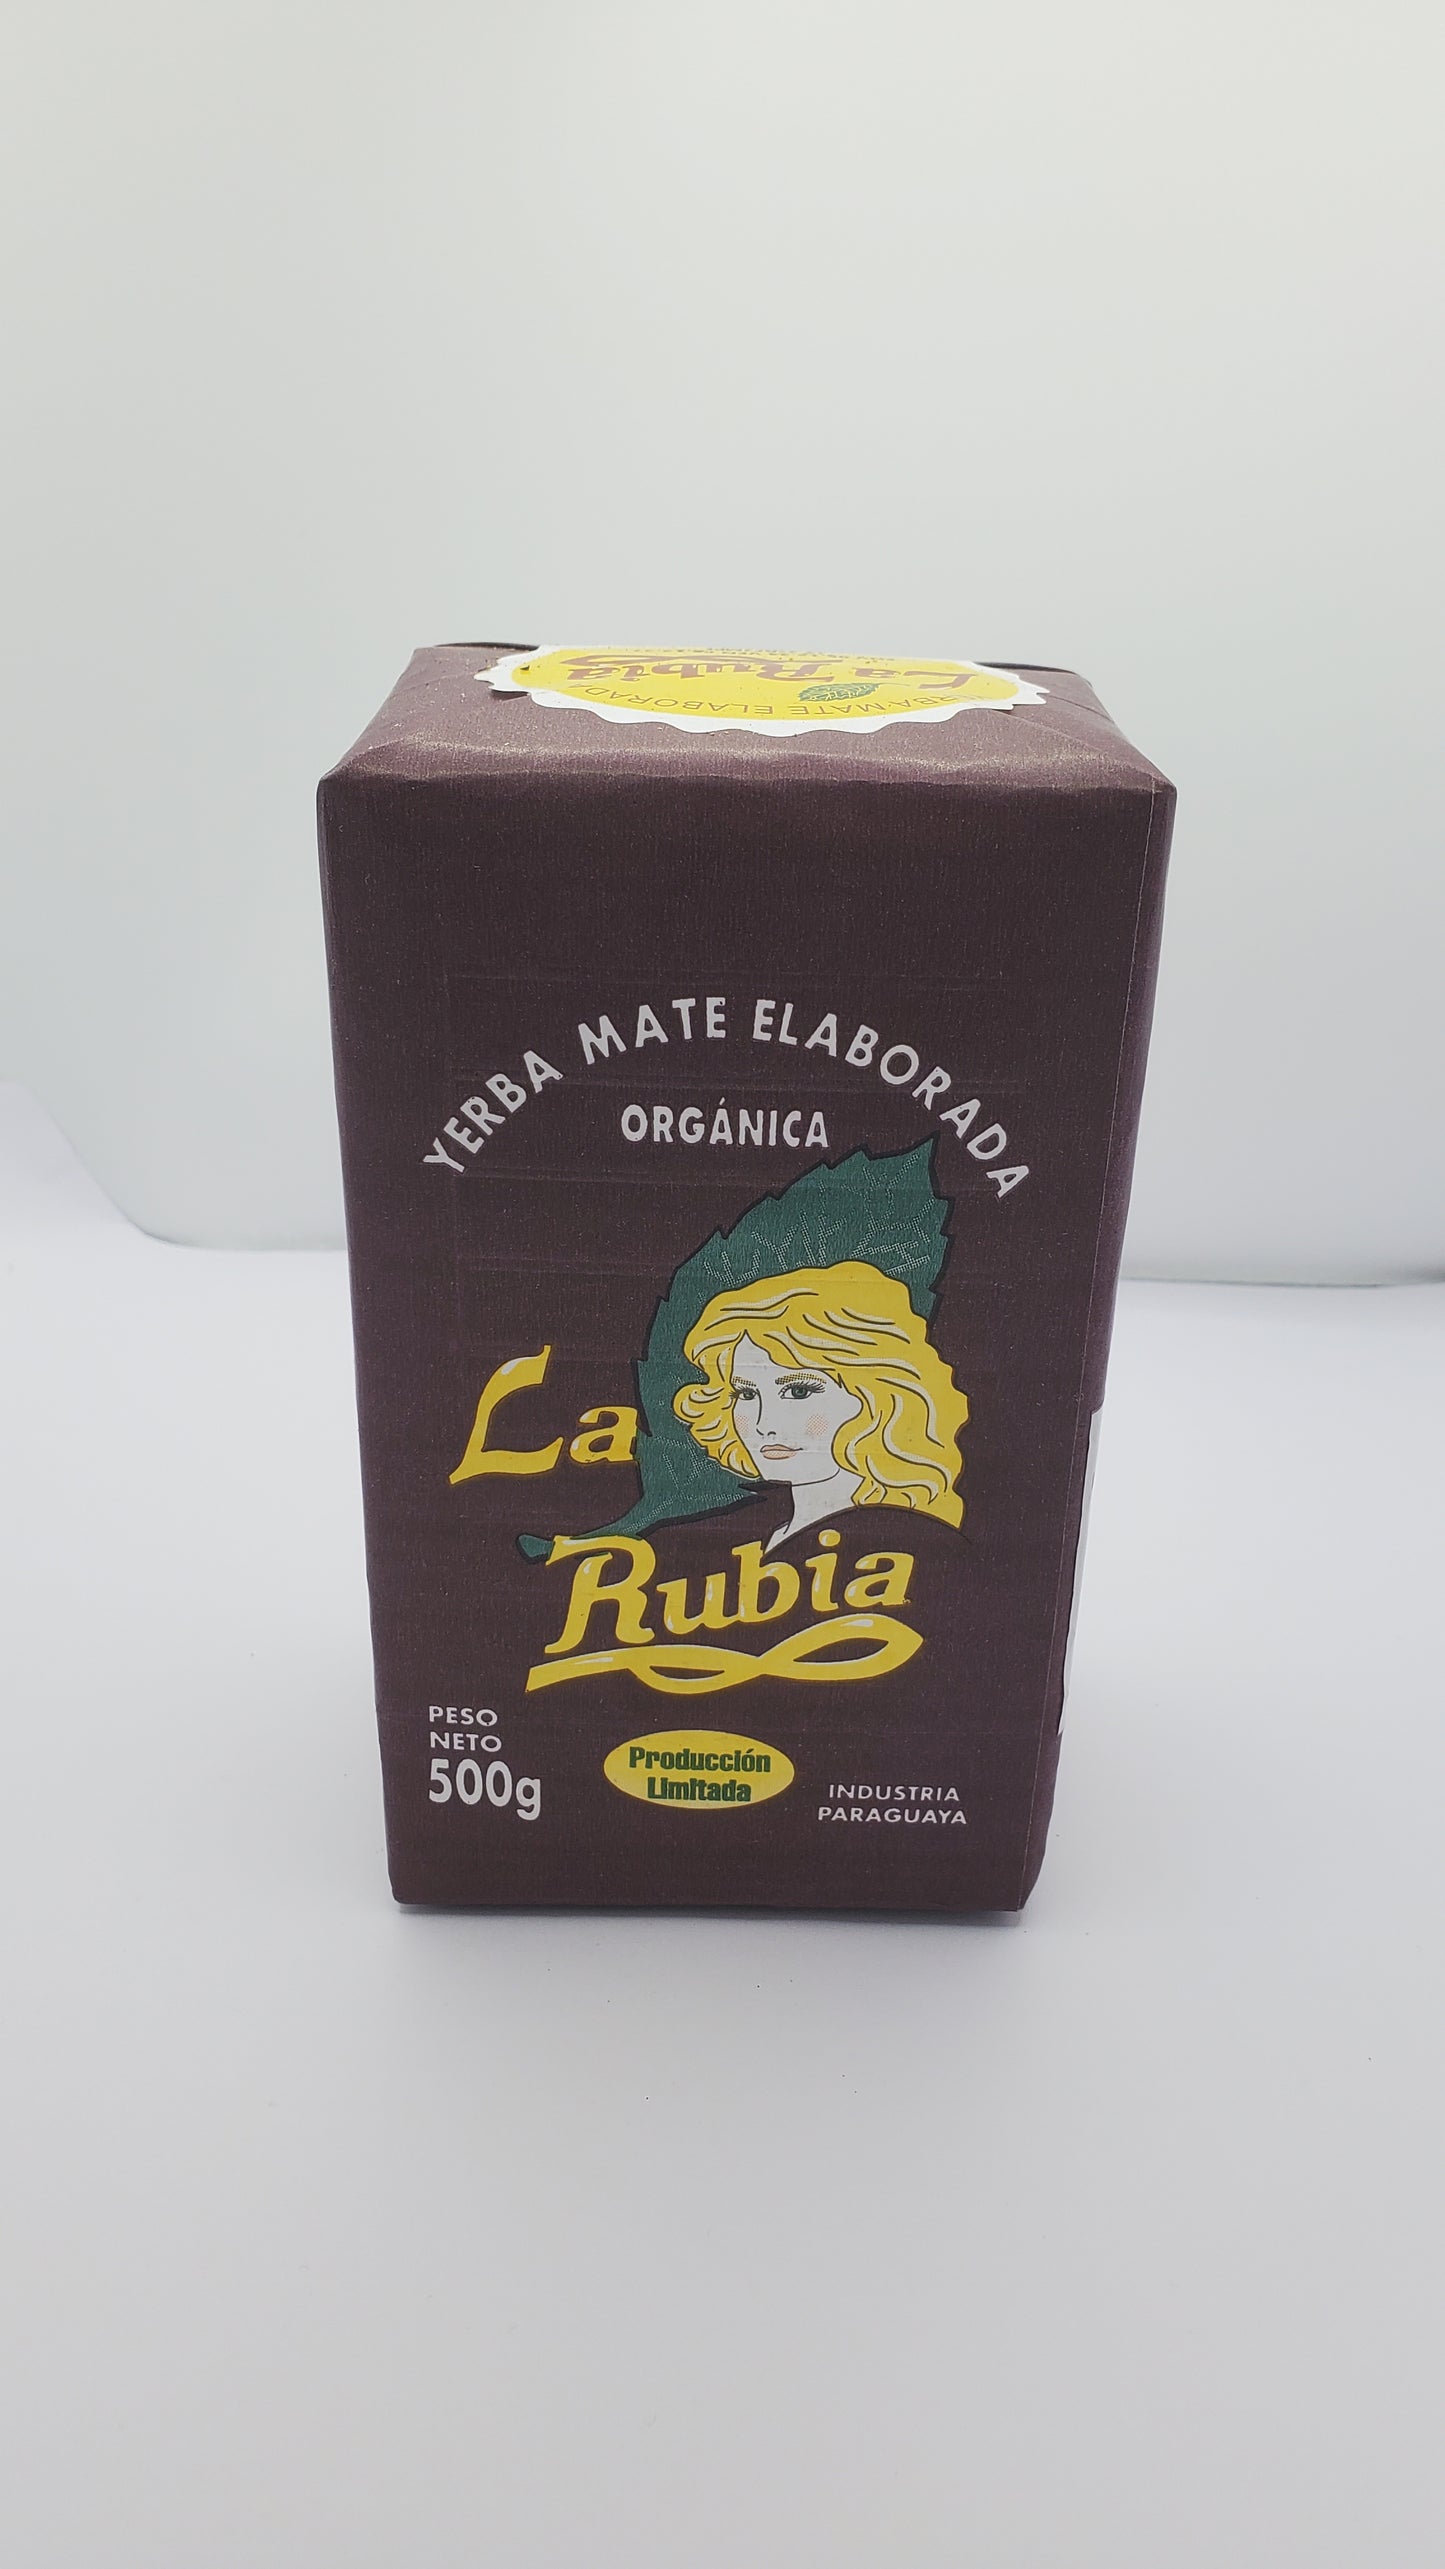 La Rubia
YERBA MATE ELABORADA
YERBA MATE ELABORADA
ORGÁNICA
La
Rubia
PESO
NETO
500g
Producción
Limitada
INDUSTRIA
PARAGUAYA